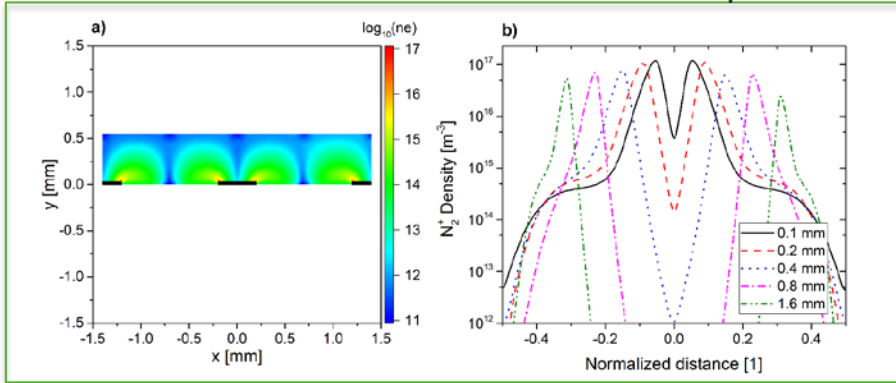 a)
log10(ne)
1.5
1.0
0.5
0.0
-0.5
-1.0
-1.5
y [mm]
-1.5 -1.0 -0.5 0.0 0.5 1.0 1.5
x [mm]
17
16
15
14
13
12
11
b)
10^17
10^16
10^15
10^14
10^13
10^12
N2+ Density [m-3]
0.1 mm
0.2 mm
0.4 mm
0.8 mm
1.6 mm
-0.4 -0.2 0.0 0.2 0.4
Normalized distance [1]